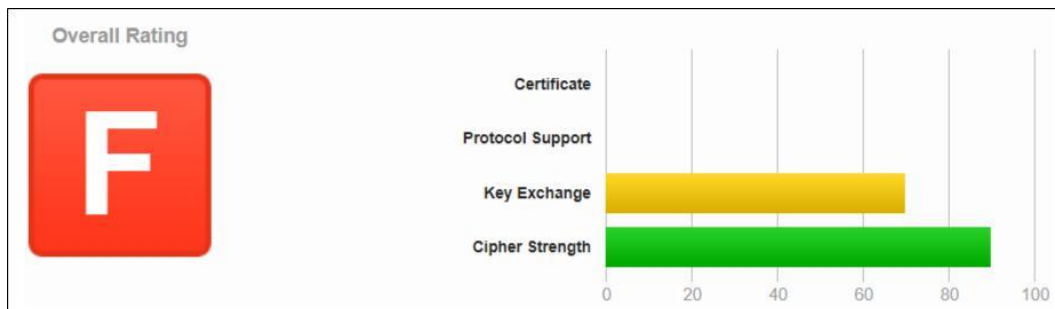 Overall Rating
F
Certificate
Protocol Support
Key Exchange
Cipher Strength
0 20 40 60 80 100